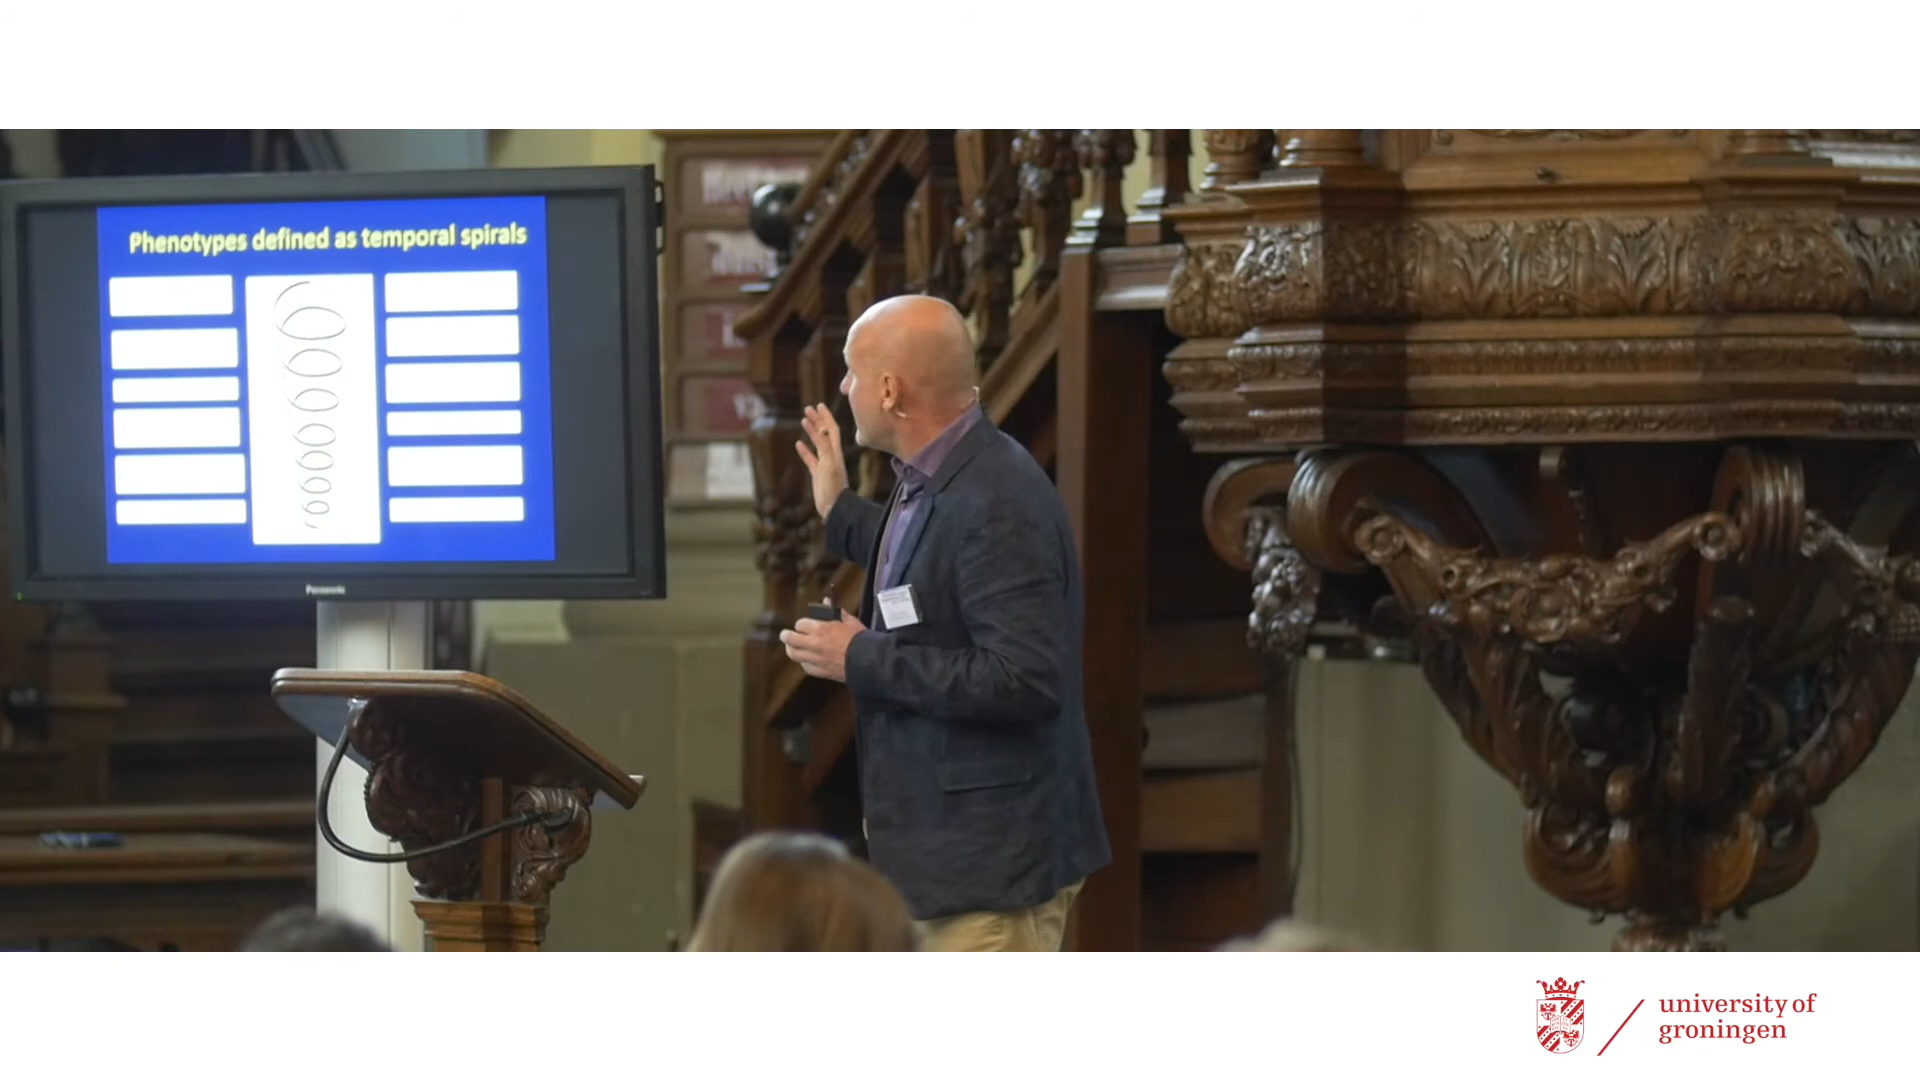 Phenotypes defined as temporal spirals
Panasonic
university of
groningen